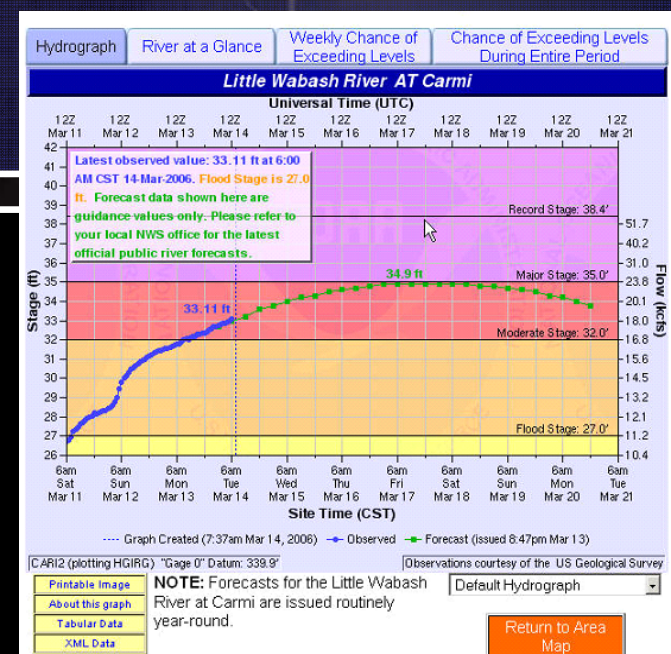 Hydrograph
River at a Glance
Weekly Chance of
Exceeding Levels
Chance of Exceeding Levels
During Entire Period
Little Wabash River AT Carmi
Universal Time (UTC)
12Z 12Z 12Z 12Z 12Z 12Z 12Z 12Z 12Z 12Z 12Z
Mar 11 Mar 12 Mar 13 Mar 14 Mar 15 Mar 16 Mar 17 Mar 18 Mar 19 Mar 20 Mar 21
Latest observed value: 33.11 ft at 6:00
AM CST 14-Mar-2006. Flood Stage is 27.0
ft. Forecast data shown here are
guidance values only. Please refer to
your local NWS office for the latest
official public river forecasts.
Stage (ft)
42
41
40
39
38
37
36
35
34
33
32
31
30
29
28
27
26
Record Stage: 38.4'
34.9 ft
Major Stage: 35.0'
33.11 ft
Moderate Stage: 32.0'
Flood Stage: 27.0'
51.7
40.2
31.0
23.8
20.1
18.0
16.8
15.6
14.5
13.2
12.1
11.2
10.4
Flow (kcfs)
6am 6am 6am 6am 6am 6am 6am 6am 6am 6am 6am
Sat Sun Mon Tue Wed Thu Fri Sat Sun Mon Tue
Mar 11 Mar 12 Mar 13 Mar 14 Mar 15 Mar 16 Mar 17 Mar 18 Mar 19 Mar 20 Mar 21
Site Time (CST)
Graph Created (7:37am Mar 14, 2006) Observed Forecast (issued 8:47pm Mar 13)
CARI2 (plotting HGIRG) "Gage 0" Datum: 339.9'
Observations courtesy of the US Geological Survey
Printable Image
About this graph
Tabular Data
XML Data
NOTE: Forecasts for the Little Wabash
River at Carmi are issued routinely
year-round.
Default Hydrograph
Return to Area
Map